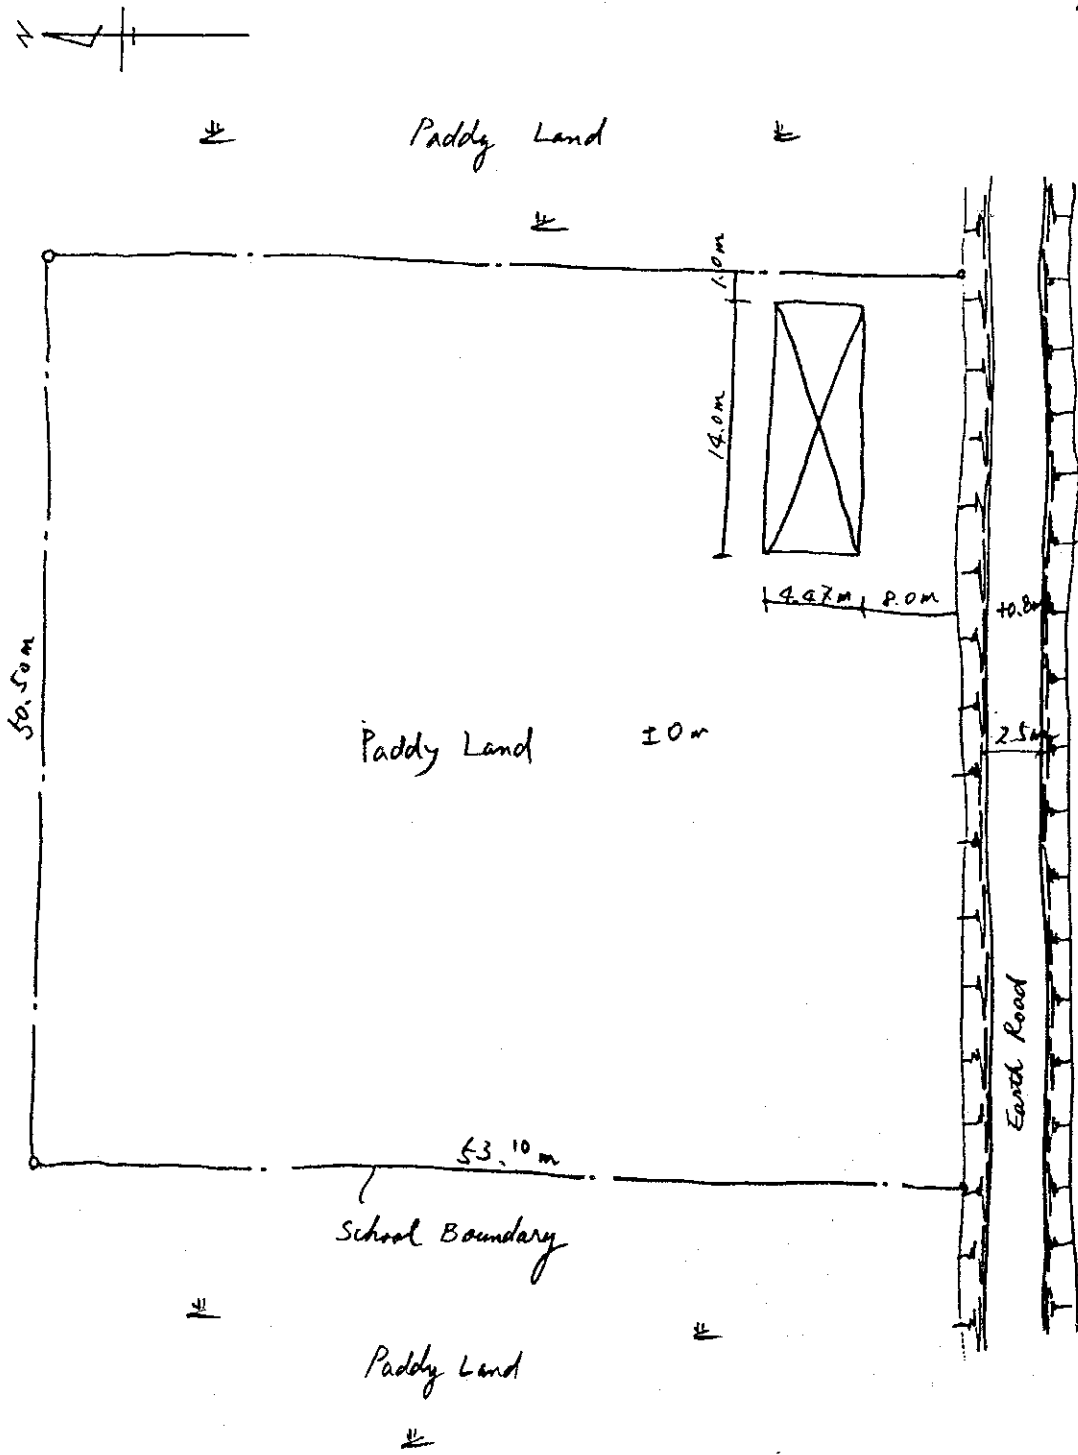 N
Paddy Land
1.0m
14.0m
4.47m
8.0m
+0.8m
50.50m
Paddy Land
±0m
2.5m
Earth Road
53.10m
School Boundary
Paddy Land